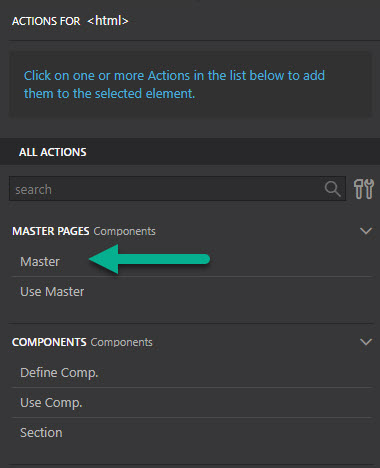 ACTIONS FOR <html>
Click on one or more Actions in the list below to add
them to the selected element.
ALL ACTIONS
search
MASTER PAGES Components
Master
Use Master
COMPONENTS Components
Define Comp.
Use Comp.
Section